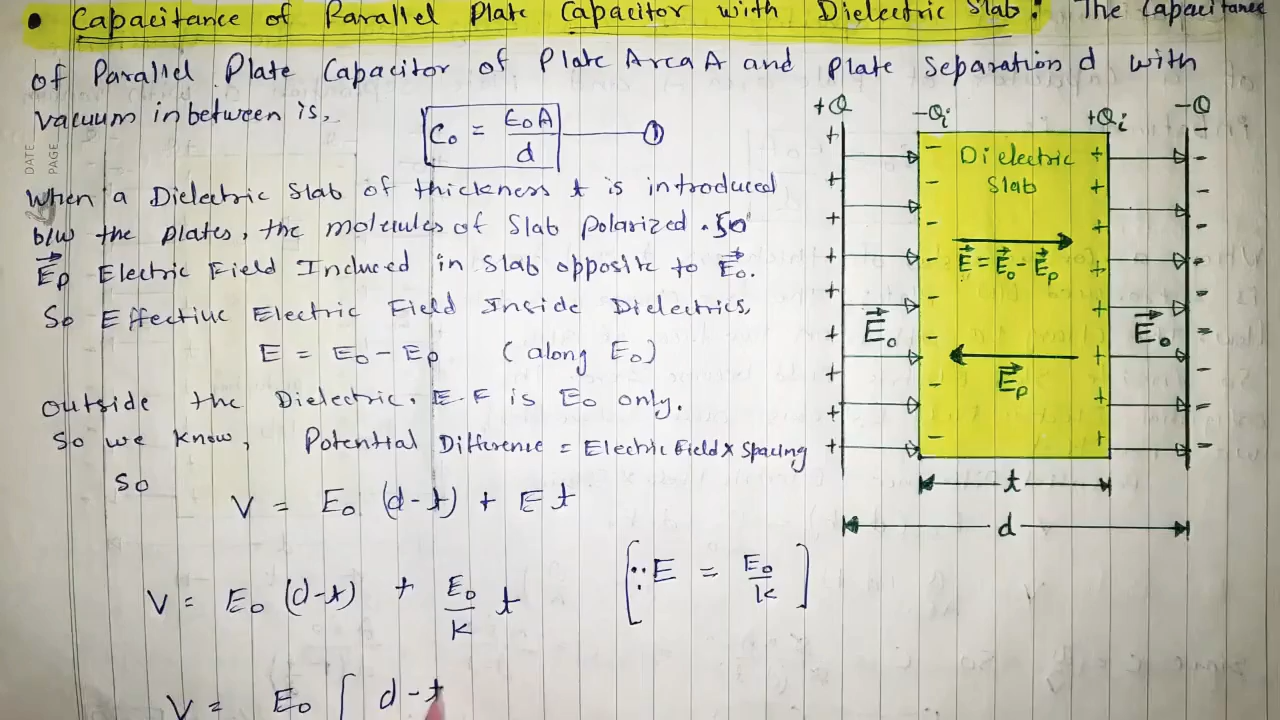 • Capacitance of Parallel Plate Capacitor with Dielectric Slab: The Capacitance
of Parallel Plate Capacitor of Plate Area A and Plate Separation d with
vacuum inbetween is,
C₀ = ε₀A/d —— ①
When a Dielectric Slab of thickness t is introduced
b/w the plates, the molecules of Slab Polarized. So
E⃗p Electric Field Induced in Slab opposite to E⃗₀.
So Effective Electric Field Inside Dielectrics,
E = E₀ - Ep (along E₀)
outside the Dielectric, E.F is E₀ only.
So we know, Potential Difference = Electric Field × Spacing
So
V = E₀ (d-t) + E t
V = E₀ (d-t) + E₀/K t [∵ E = E₀/K]
V = E₀ [ d-t
DATE
PAGE
+Q -Qi +Qi -Q
Dielectric
Slab
E⃗ = E⃗₀ - E⃗p
E⃗₀ E⃗₀
E⃗p
t
d